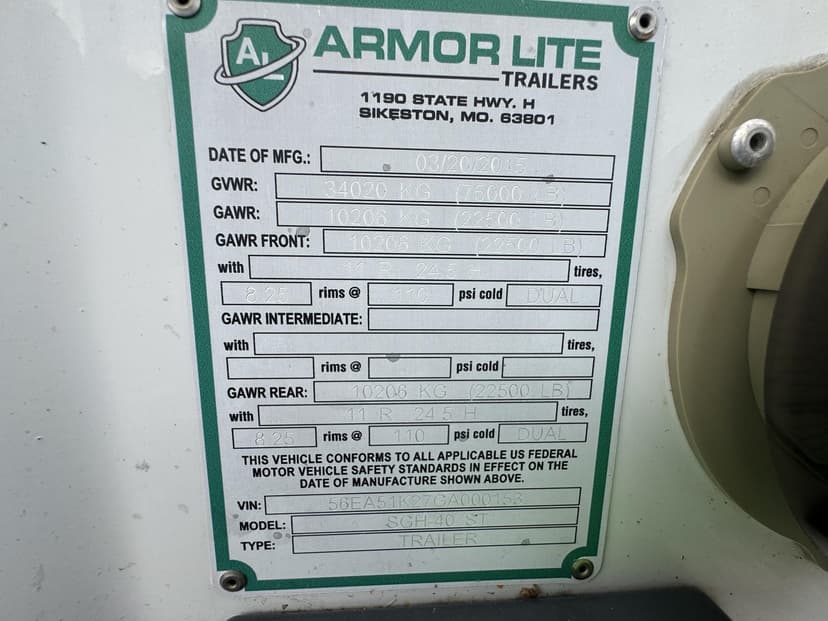 AL ARMOR LITE
TRAILERS
1190 STATE HWY. H
SIKESTON, MO. 63801
DATE OF MFG.: 03/20/2015
GVWR: 34020 KG (75000 LB)
GAWR: 10206 KG (22500 LB)
GAWR FRONT: 10206 KG (22500 LB)
with 11 R 24.5 H tires,
8.25 rims @ 110 psi cold DUAL
GAWR INTERMEDIATE:
with tires,
rims @ psi cold
GAWR REAR: 10206 KG (22500 LB)
with 11 R 24.5 H tires,
8.25 rims @ 110 psi cold DUAL
THIS VEHICLE CONFORMS TO ALL APPLICABLE US FEDERAL
MOTOR VEHICLE SAFETY STANDARDS IN EFFECT ON THE
DATE OF MANUFACTURE SHOWN ABOVE.
VIN: 56EA51K27GA000153
MODEL: SGH-40 ST
TYPE: TRAILER